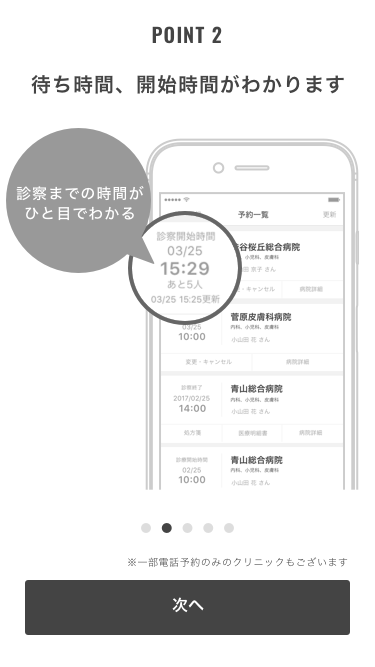 POINT 2
待ち時間、開始時間がわかります
診察までの時間が
ひと目でわかる
予約一覧
更新
診察開始時間
03/25
15:29
あと5人
03/25 15:25更新
谷桜丘総合病院
小児科、皮膚科
京子 さん
・キャンセル
病院詳細
菅原皮膚科病院
内科、小児科、皮膚科
小山田 花 さん
03/25
10:00
変更・キャンセル
病院詳細
診察終了
2017/02/25
14:00
青山総合病院
内科、小児科、皮膚科
小山田 花 さん
処方箋
医療明細書
病院詳細
診察開始時間
02/25
10:00
青山総合病院
内科、小児科、皮膚科
小山田 花 さん
※一部電話予約のみのクリニックもございます
次へ